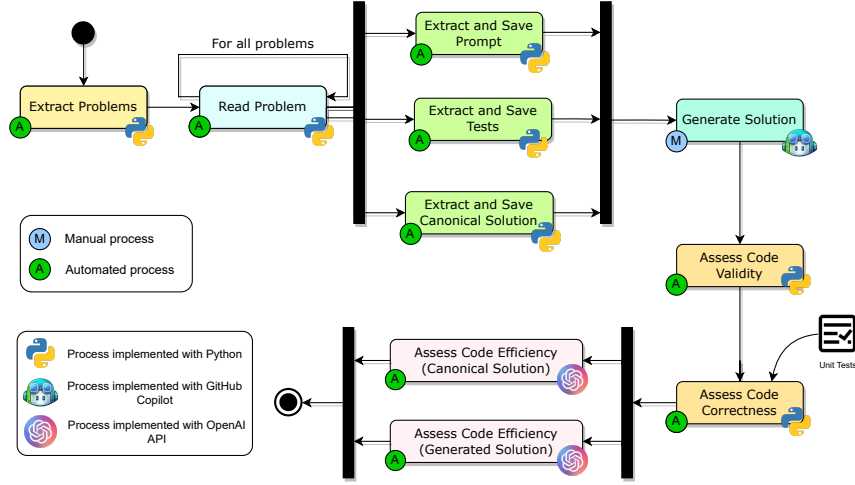 For all problems
Extract Problems
A
Read Problem
A
Extract and Save
Prompt
A
Extract and Save
Tests
A
Extract and Save
Canonical Solution
A
Generate Solution
M
Assess Code
Validity
A
Unit Tests
Assess Code
Correctness
A
Assess Code Efficiency
(Canonical Solution)
A
Assess Code Efficiency
(Generated Solution)
A
M Manual process
A Automated process
Process implemented with Python
Process implemented with GitHub
Copilot
Process implemented with OpenAI
API